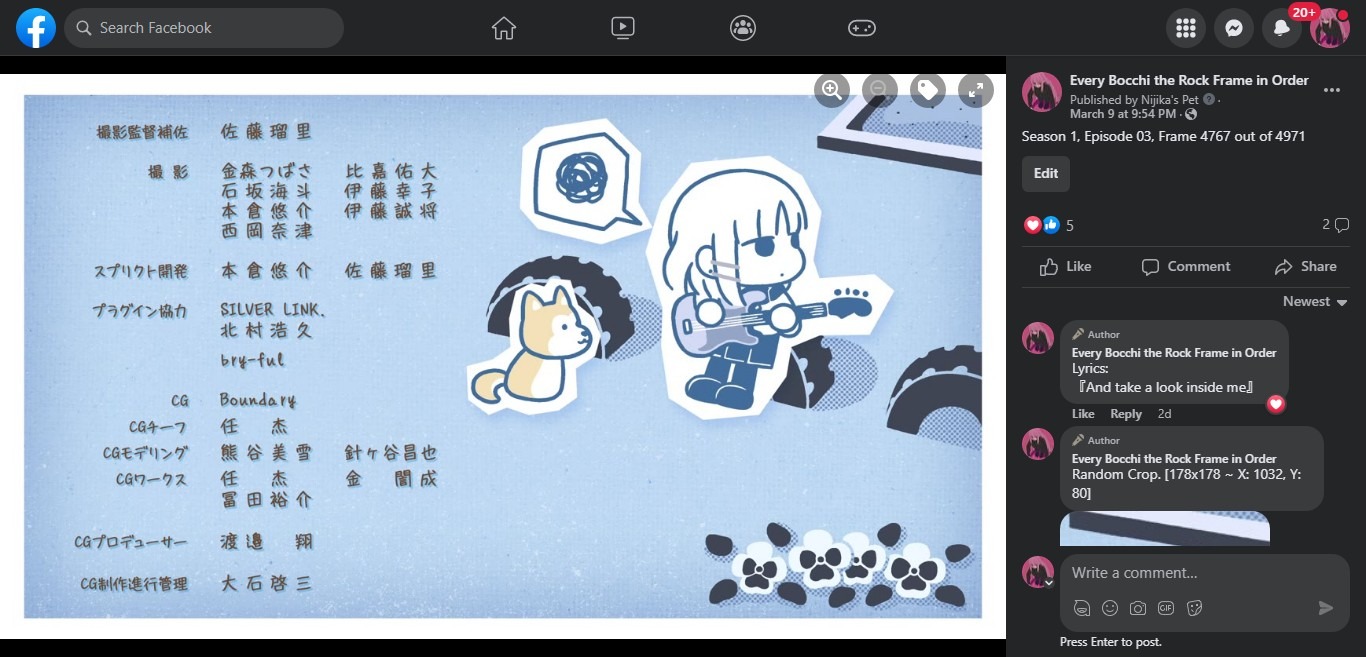 Search Facebook
20+
撮影監督補佐 佐藤瑠里
撮影 金森つばさ 比嘉佑大
石坂海斗 伊藤幸子
本倉悠介 伊藤誠将
西岡奈津
スプリクト開発 本倉悠介 佐藤瑠里
プラグイン協力 SILVER LINK.
北村浩久
bry-ful
CG Boundary
CGチーフ 任 杰
CGモデリング 熊谷美雪 針ヶ谷昌也
CGワークス 任 杰 金 誾成
冨田裕介
CGプロデューサー 渡邉 翔
CG制作進行管理 大石啓三
Every Bocchi the Rock Frame in Order
Published by Nijika's Pet ·
March 9 at 9:54 PM ·
Season 1, Episode 03, Frame 4767 out of 4971
Edit
5
2
Like Comment Share
Newest
Author
Every Bocchi the Rock Frame in Order
Lyrics:
『And take a look inside me』
Like Reply 2d
Author
Every Bocchi the Rock Frame in Order
Random Crop. [178x178 ~ X: 1032, Y:
80]
Write a comment...
GIF
Press Enter to post.